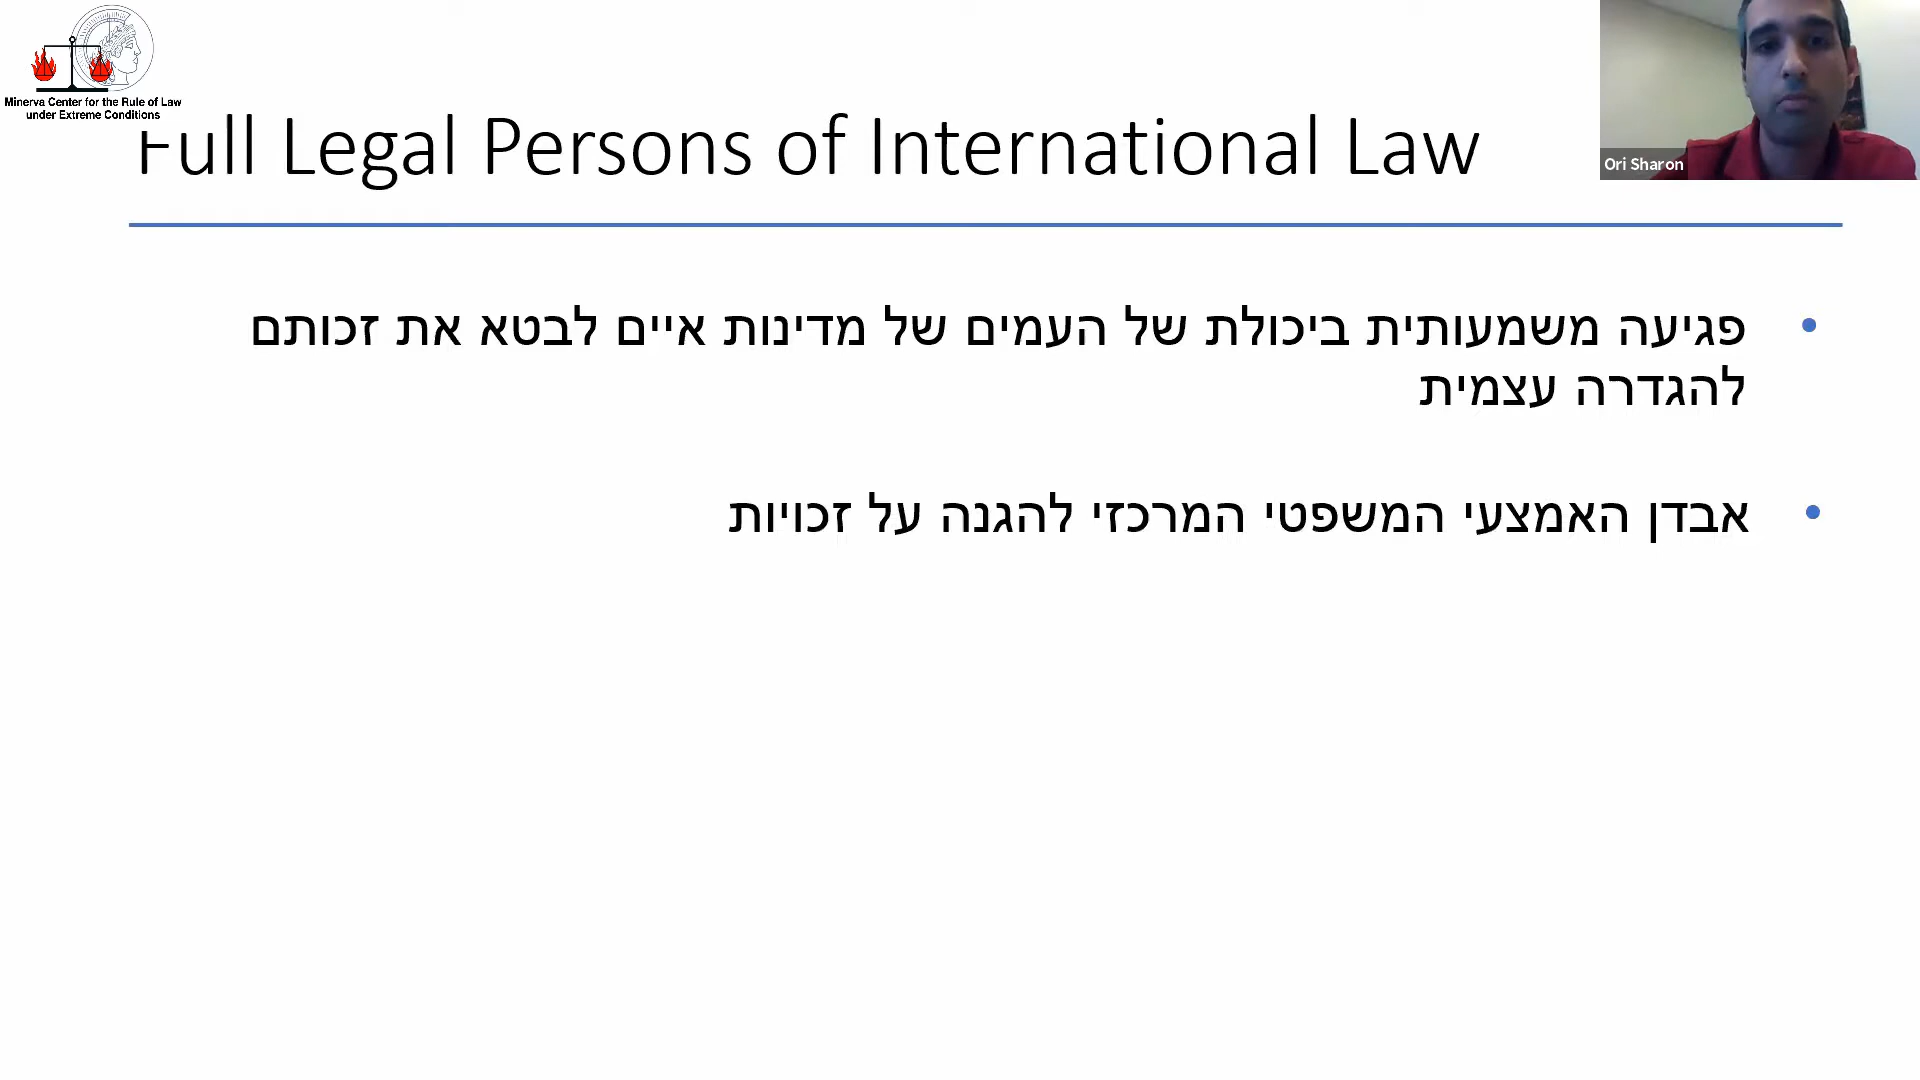 Minerva Center for the Rule of Law
under Extreme Conditions
Full Legal Persons of International Law
Ori Sharon
פגיעה משמעותית ביכולת של העמים של מדינות איים לבטא את זכותם
להגדרה עצמית
אבדן האמצעי המשפטי המרכזי להגנה על זכויות